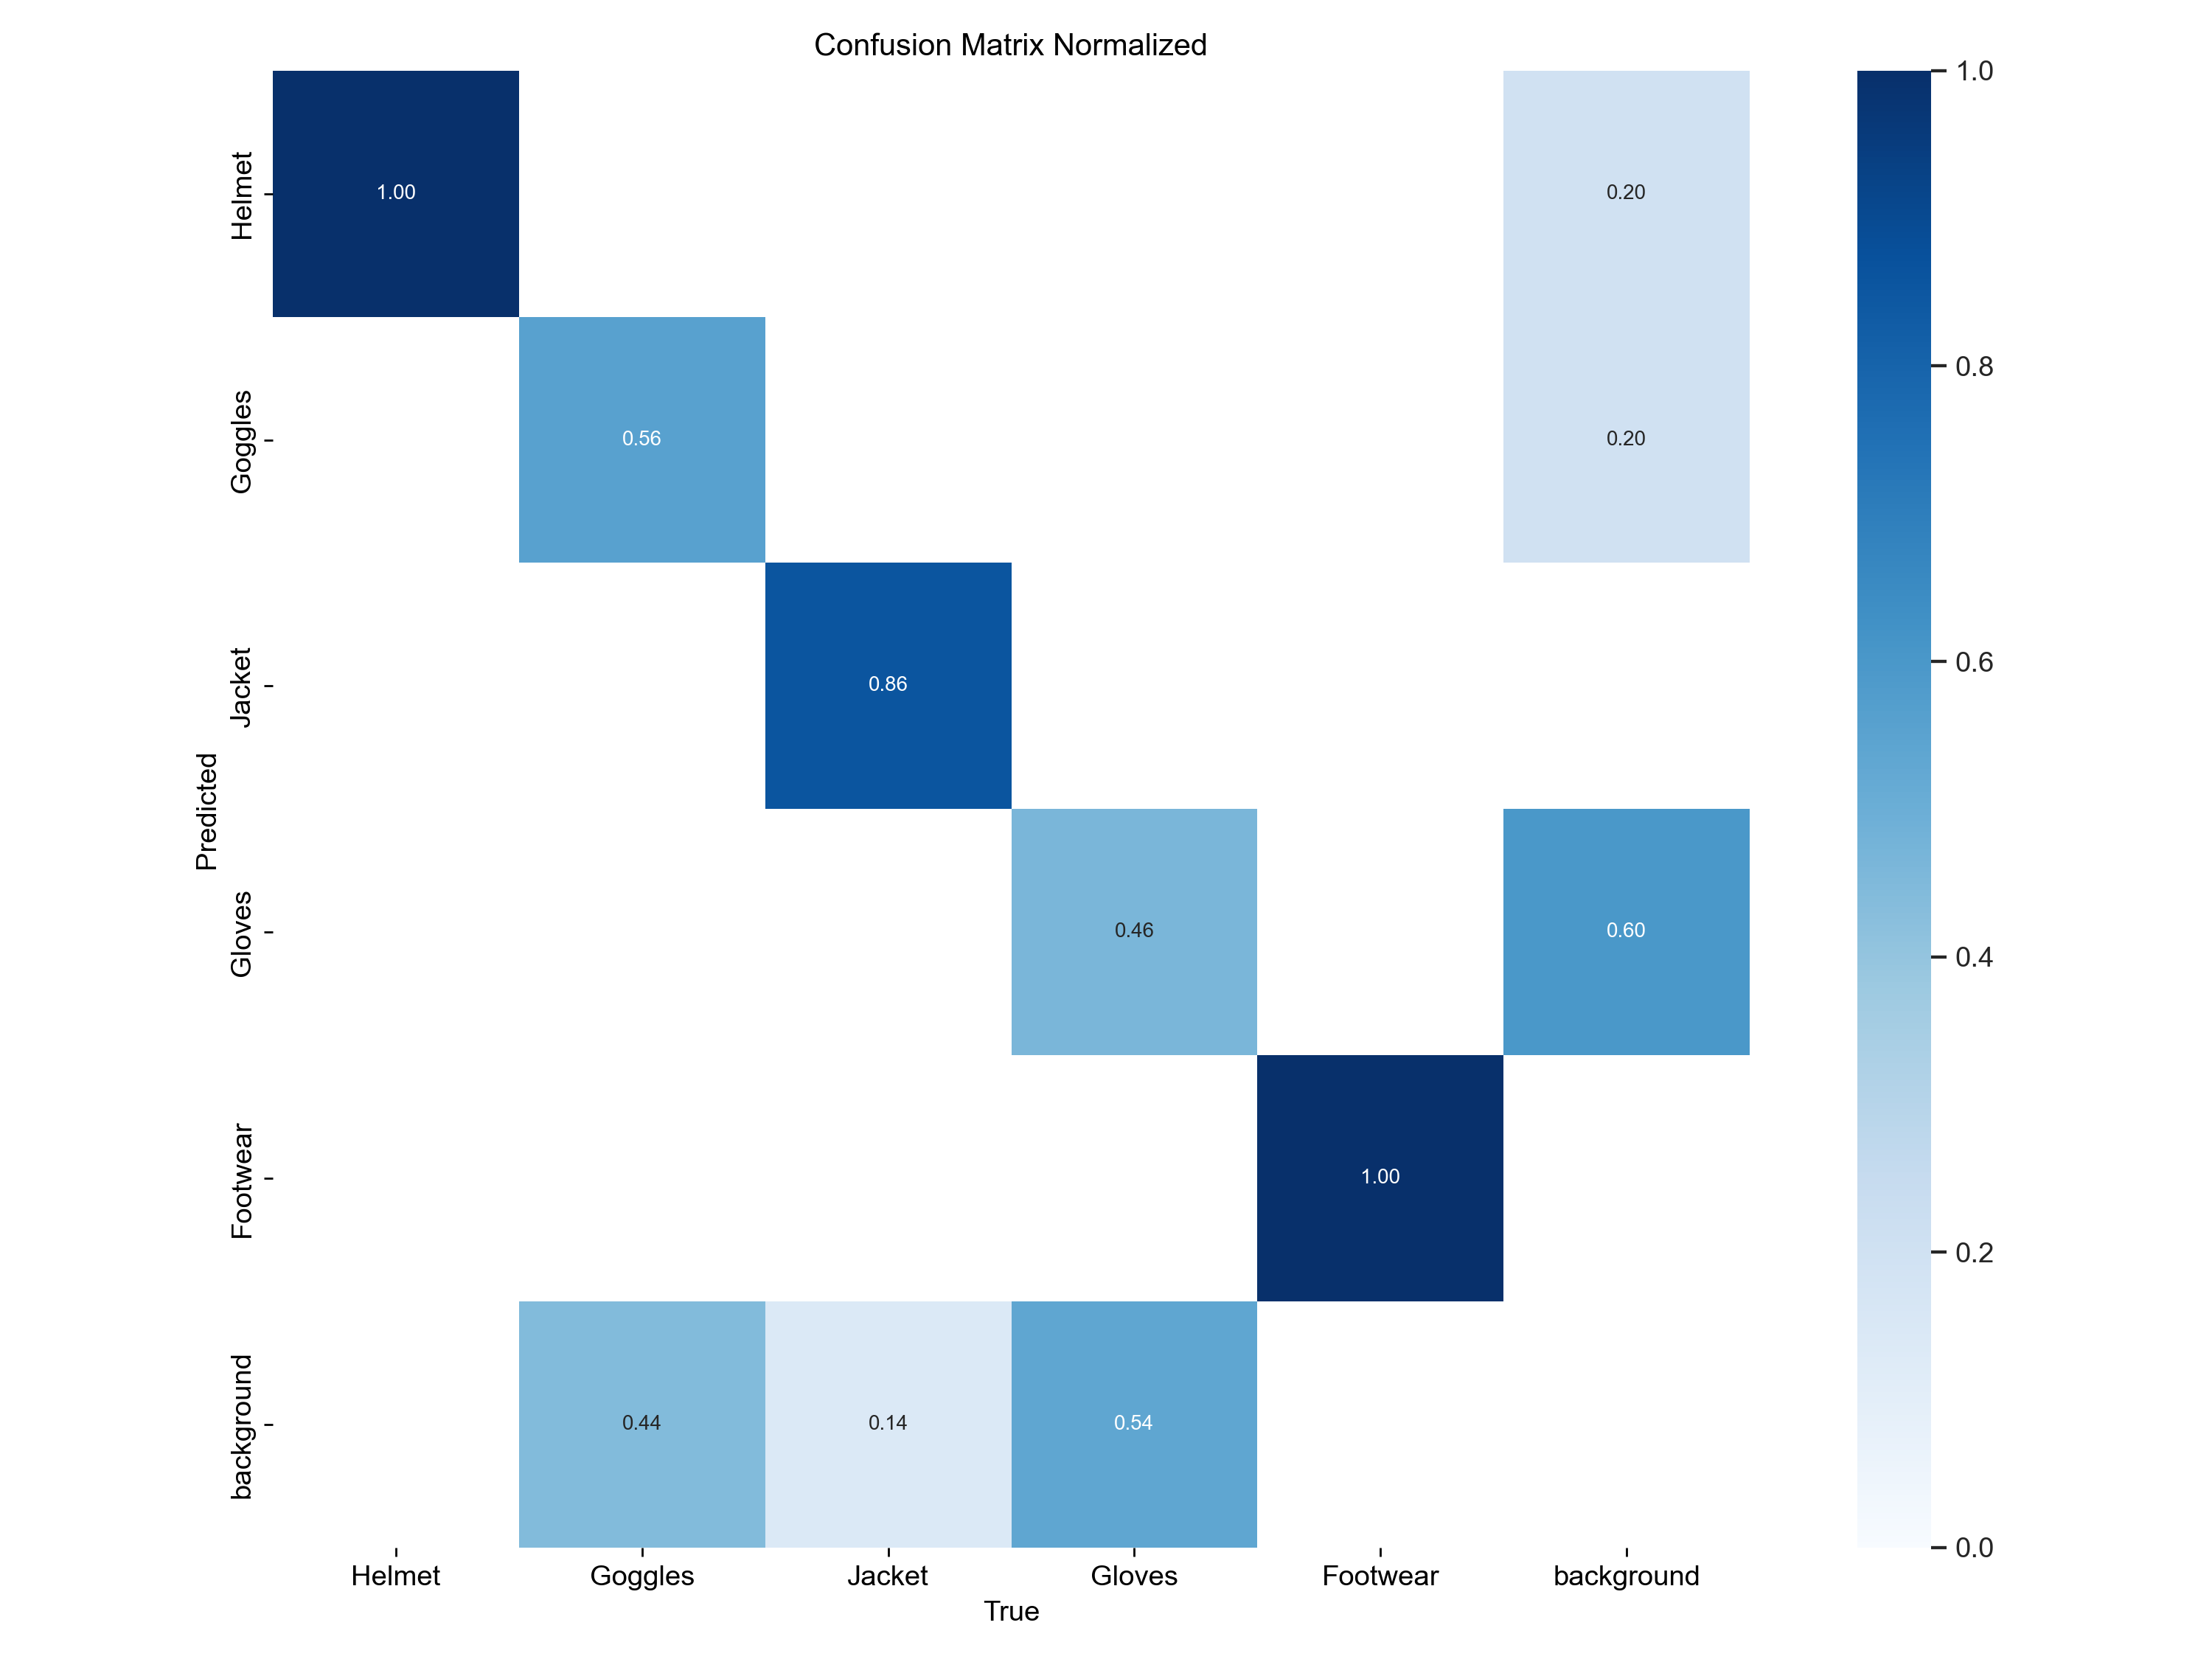 Confusion Matrix Normalized
Helmet
Goggles
Jacket
Gloves
Footwear
background
Predicted
1.00
0.20
0.56
0.20
0.86
0.46
0.60
1.00
0.44
0.14
0.54
Helmet
Goggles
Jacket
Gloves
Footwear
background
True
1.0
0.8
0.6
0.4
0.2
0.0